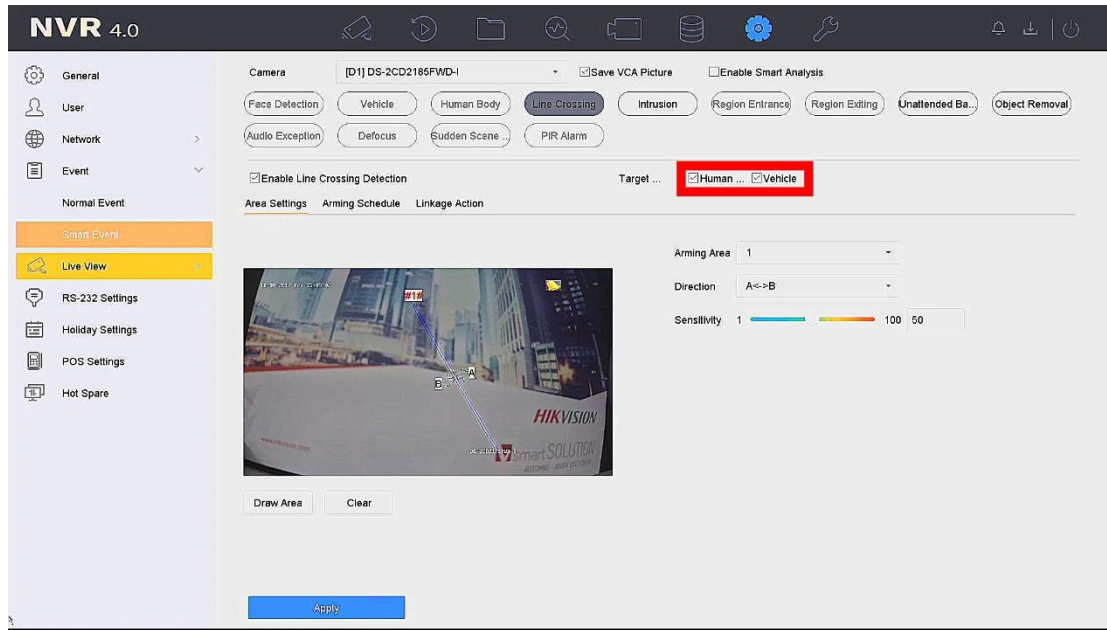 NVR 4.0
General
User
Network
Event
Normal Event
Smart Event
Live View
RS-232 Settings
Holiday Settings
POS Settings
Hot Spare
Camera [D1] DS-2CD2185FWD-I Save VCA Picture Enable Smart Analysis
Face Detection Vehicle Human Body Line Crossing Intrusion Region Entrance Region Exiting Unattended Ba... Object Removal
Audio Exception Defocus Sudden Scene ... PIR Alarm
Enable Line Crossing Detection Target ... Human ... Vehicle
Area Settings Arming Schedule Linkage Action
Arming Area 1
Direction A<->B
Sensitivity 1 100 50
#1#
B A
HIKVISION
Smart SOLUTION
Draw Area Clear
Apply